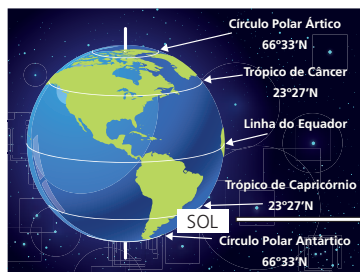 Círculo Polar Ártico
66°33’N
Trópico de Câncer
23°27’N
Linha do Equador
Trópico de Capricórnio
23°27’N
SOL
Círculo Polar Antártico
66°33’N